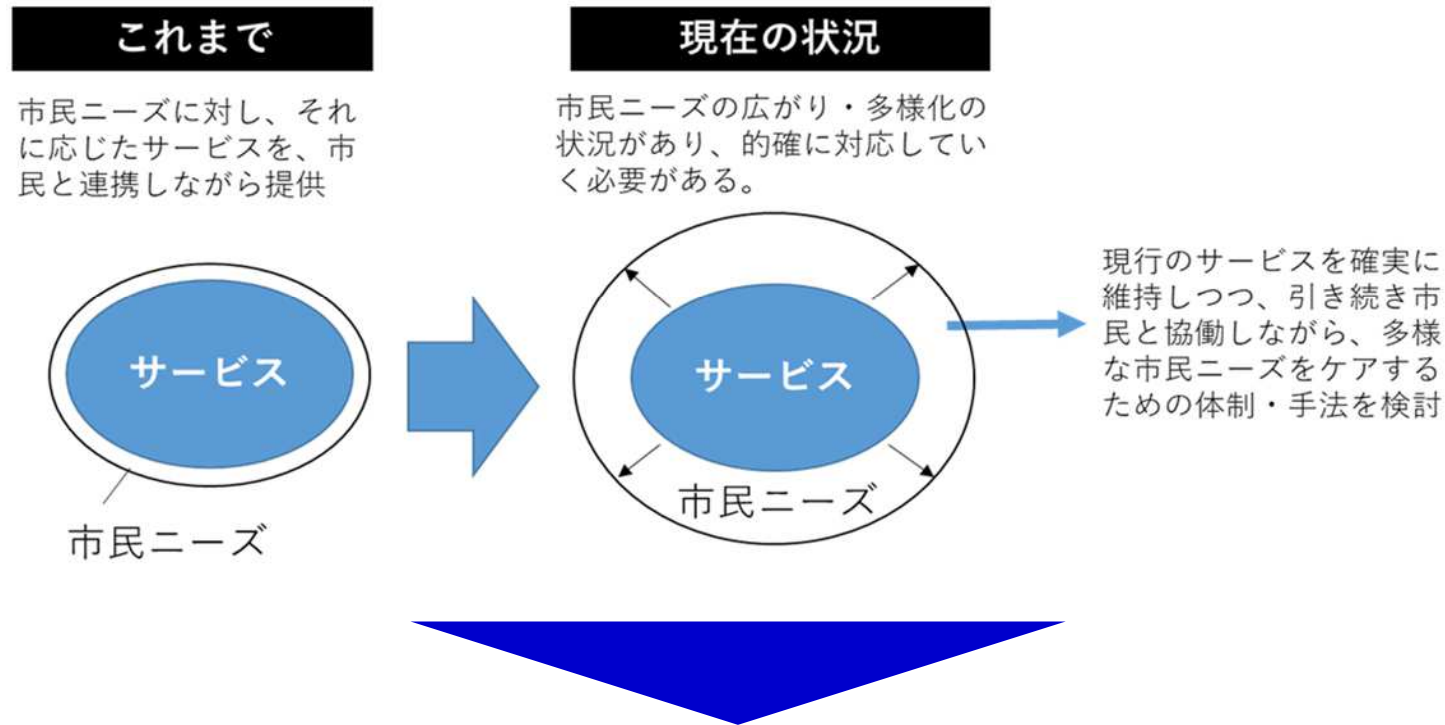 これまで
市民ニーズに対し、それ
に応じたサービスを、市
民と連携しながら提供
サービス
市民ニーズ
現在の状況
市民ニーズの広がり・多様化の
状況があり、的確に対応してい
く必要がある。
サービス
市民ニーズ
現行のサービスを確実に
維持しつつ、引き続き市
民と協働しながら、多様
な市民ニーズをケアする
ための体制・手法を検討